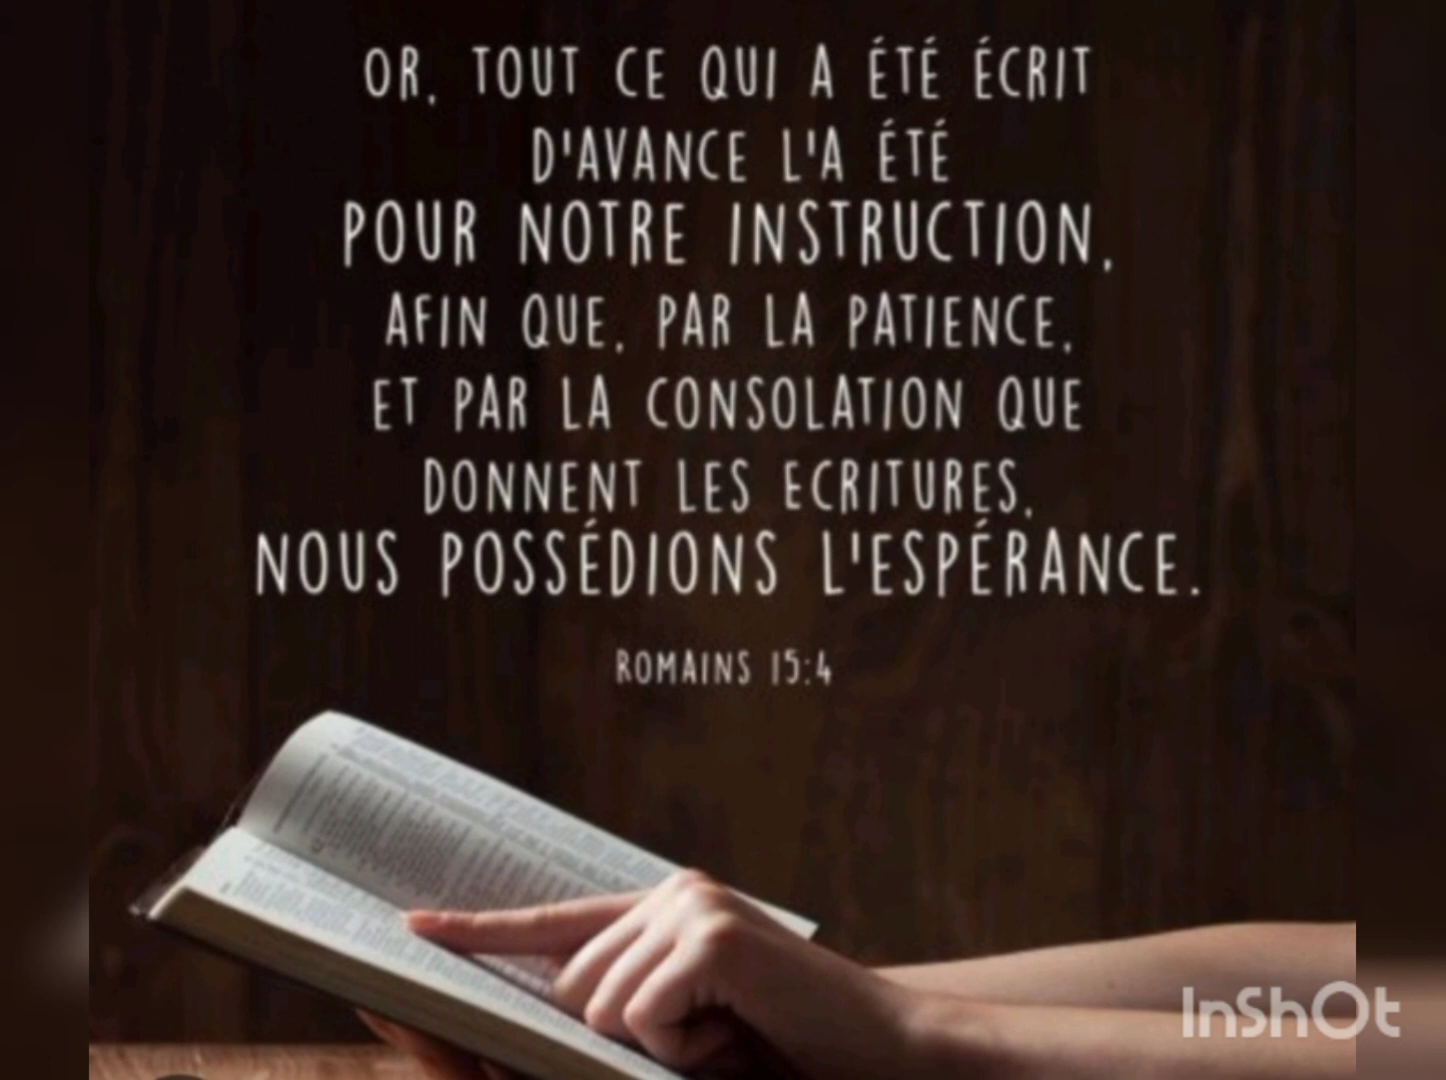 OR, TOUT CE QUI A ÉTÉ ÉCRIT
D'AVANCE L'A ÉTÉ
POUR NOTRE INSTRUCTION,
AFIN QUE, PAR LA PATIENCE,
ET PAR LA CONSOLATION QUE
DONNENT LES ECRITURES,
NOUS POSSÉDIONS L'ESPÉRANCE.
ROMAINS 15:4
InShOt